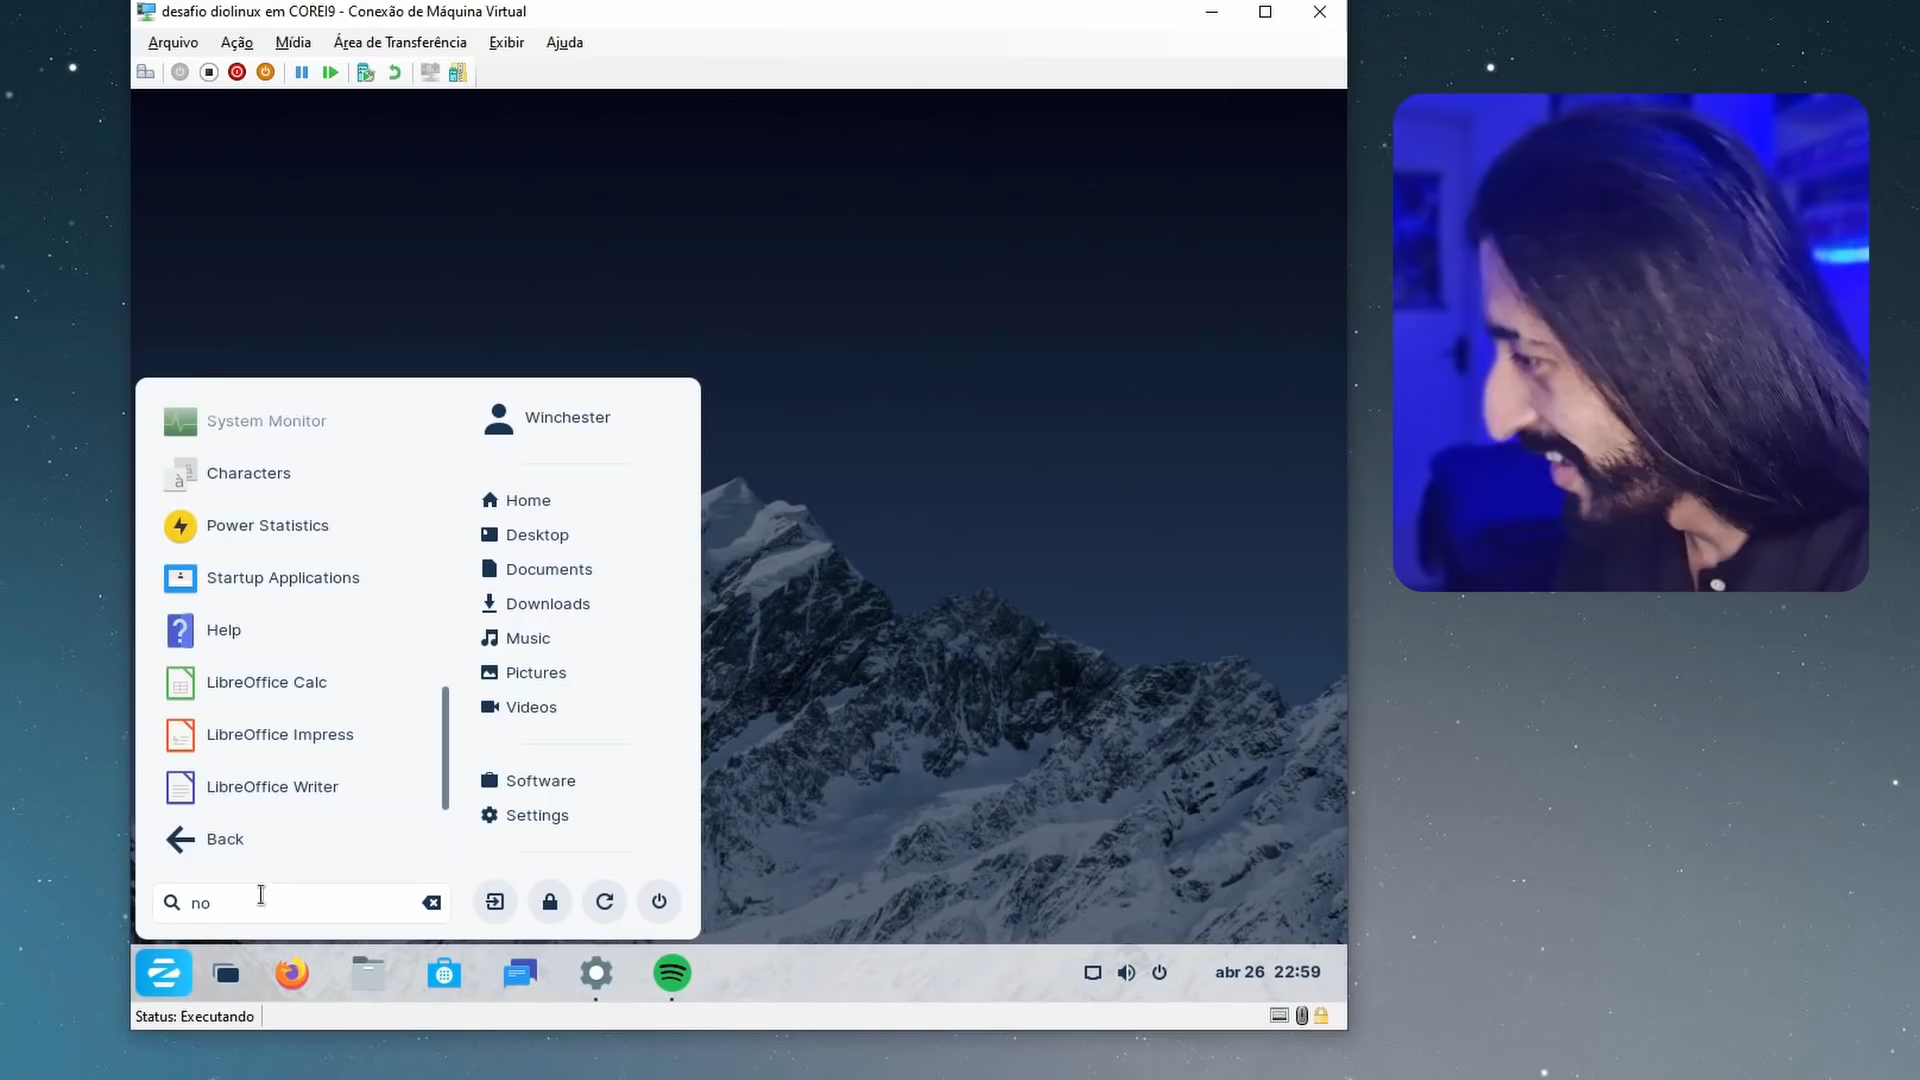 desafio diolinux em COREI9 - Conexão de Máquina Virtual
Arquivo Ação Mídia Área de Transferência Exibir Ajuda
System Monitor
Characters
Power Statistics
Startup Applications
Help
LibreOffice Calc
LibreOffice Impress
LibreOffice Writer
Back
no
Winchester
Home
Desktop
Documents
Downloads
Music
Pictures
Videos
Software
Settings
abr 26 22:59
Status: Executando